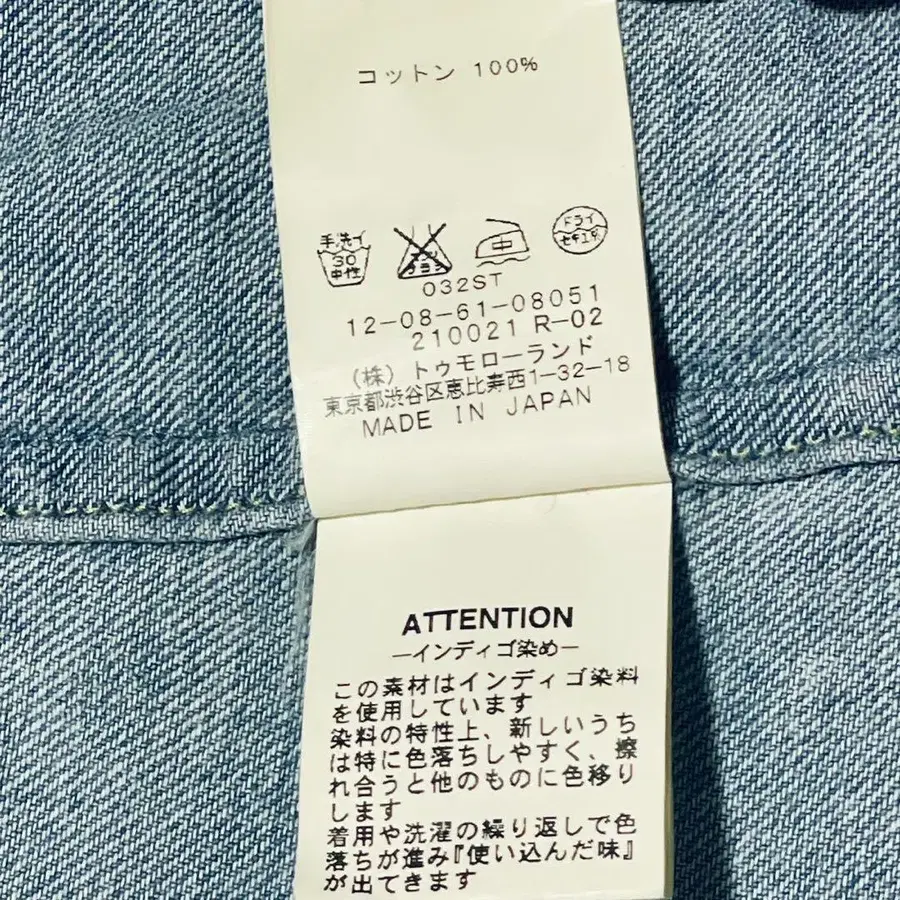 コットン 100%
手洗イ
30
中性
エンソ
サラシ
中
ドライ
セキユ系
032ST
12-08-61-08051
210021 R-02
(株) トゥモローランド
東京都渋谷区恵比寿西1-32-18
MADE IN JAPAN
ATTENTION
―インディゴ染め―
この素材はインディゴ染料
を使用しています
染料の特性上、新しいうち
は特に色落ちしやすく、擦
れ合うと他のものに色移り
します
着用や洗濯の繰り返しで色
落ちが進み『使い込んだ味』
が出てきます